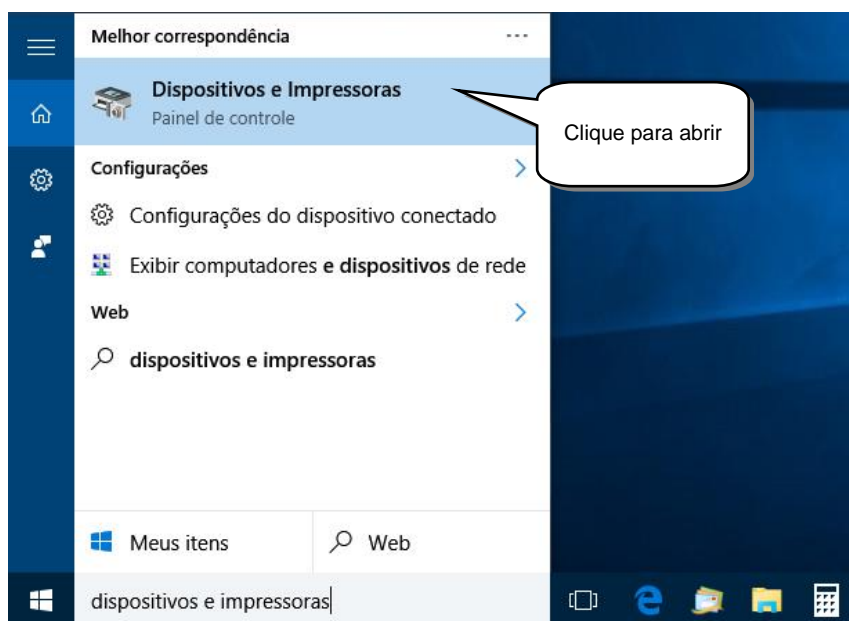 Melhor correspondência
Dispositivos e Impressoras
Painel de controle
Clique para abrir
Configurações
Configurações do dispositivo conectado
Exibir computadores e dispositivos de rede
Web
dispositivos e impressoras
Meus itens
Web
dispositivos e impressoras